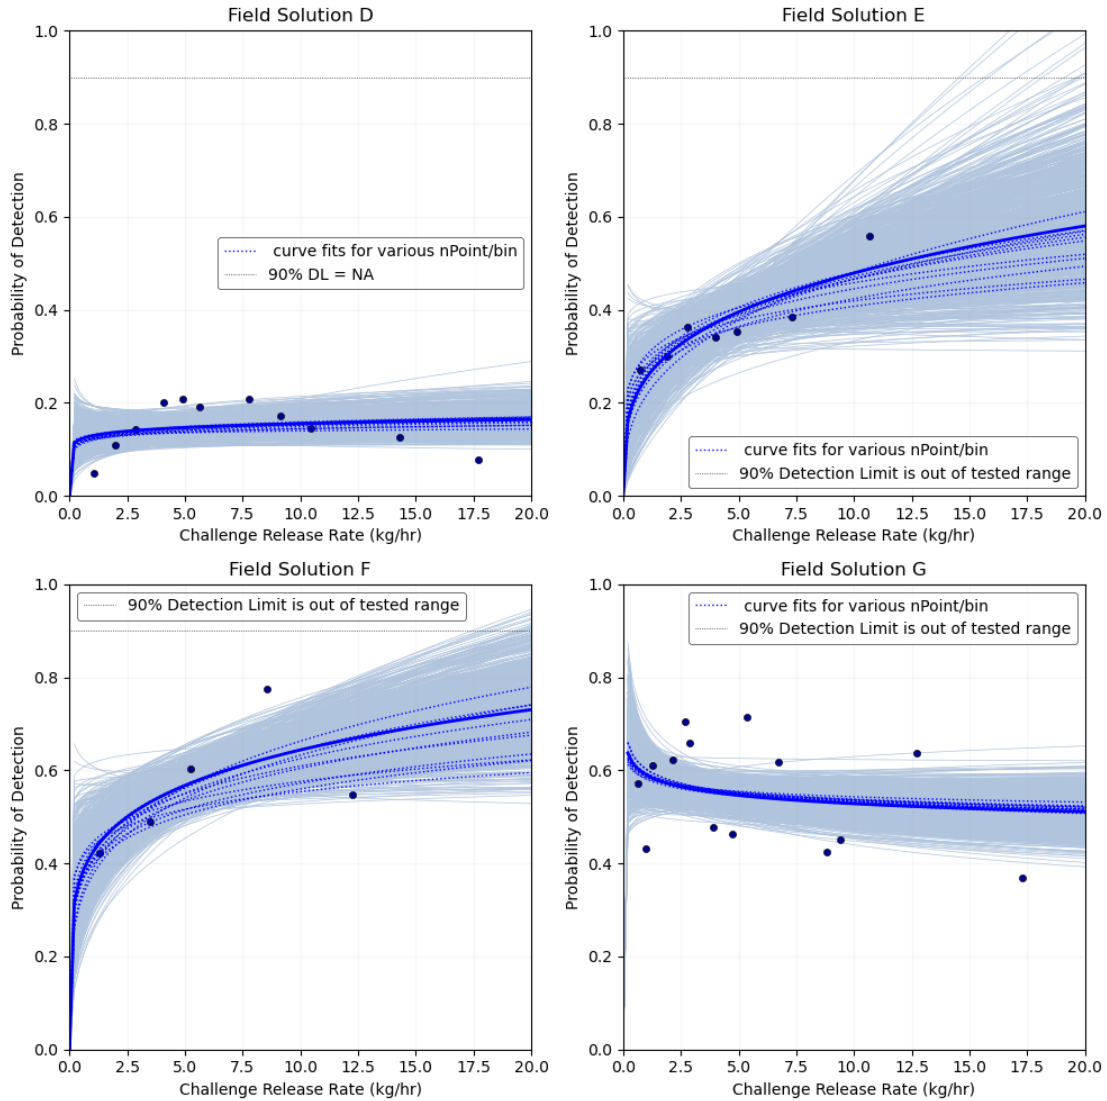 Field Solution D
1.0
0.8
0.6
0.4
0.2
0.0
Probability of Detection
curve fits for various nPoint/bin
90% DL = NA
0.0 2.5 5.0 7.5 10.0 12.5 15.0 17.5 20.0
Challenge Release Rate (kg/hr)
Field Solution E
1.0
0.8
0.6
0.4
0.2
0.0
Probability of Detection
curve fits for various nPoint/bin
90% Detection Limit is out of tested range
0.0 2.5 5.0 7.5 10.0 12.5 15.0 17.5 20.0
Challenge Release Rate (kg/hr)
Field Solution F
1.0
0.8
0.6
0.4
0.2
0.0
Probability of Detection
90% Detection Limit is out of tested range
0.0 2.5 5.0 7.5 10.0 12.5 15.0 17.5 20.0
Challenge Release Rate (kg/hr)
Field Solution G
1.0
0.8
0.6
0.4
0.2
0.0
Probability of Detection
curve fits for various nPoint/bin
90% Detection Limit is out of tested range
0.0 2.5 5.0 7.5 10.0 12.5 15.0 17.5 20.0
Challenge Release Rate (kg/hr)